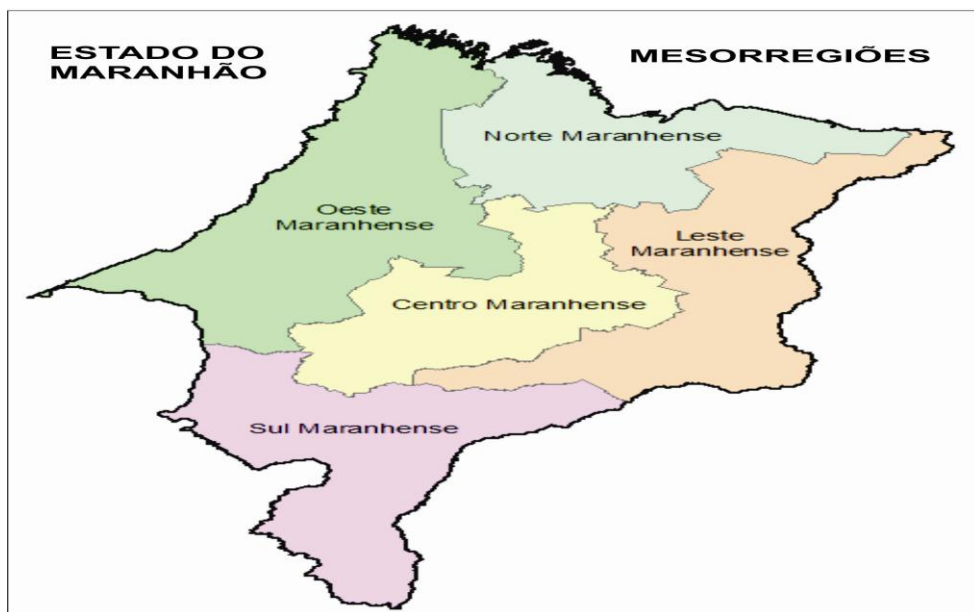 ESTADO DO
MARANHÃO
MESORREGIÕES
Norte Maranhense
Oeste
Maranhense
Leste
Maranhense
Centro Maranhense
Sul Maranhense